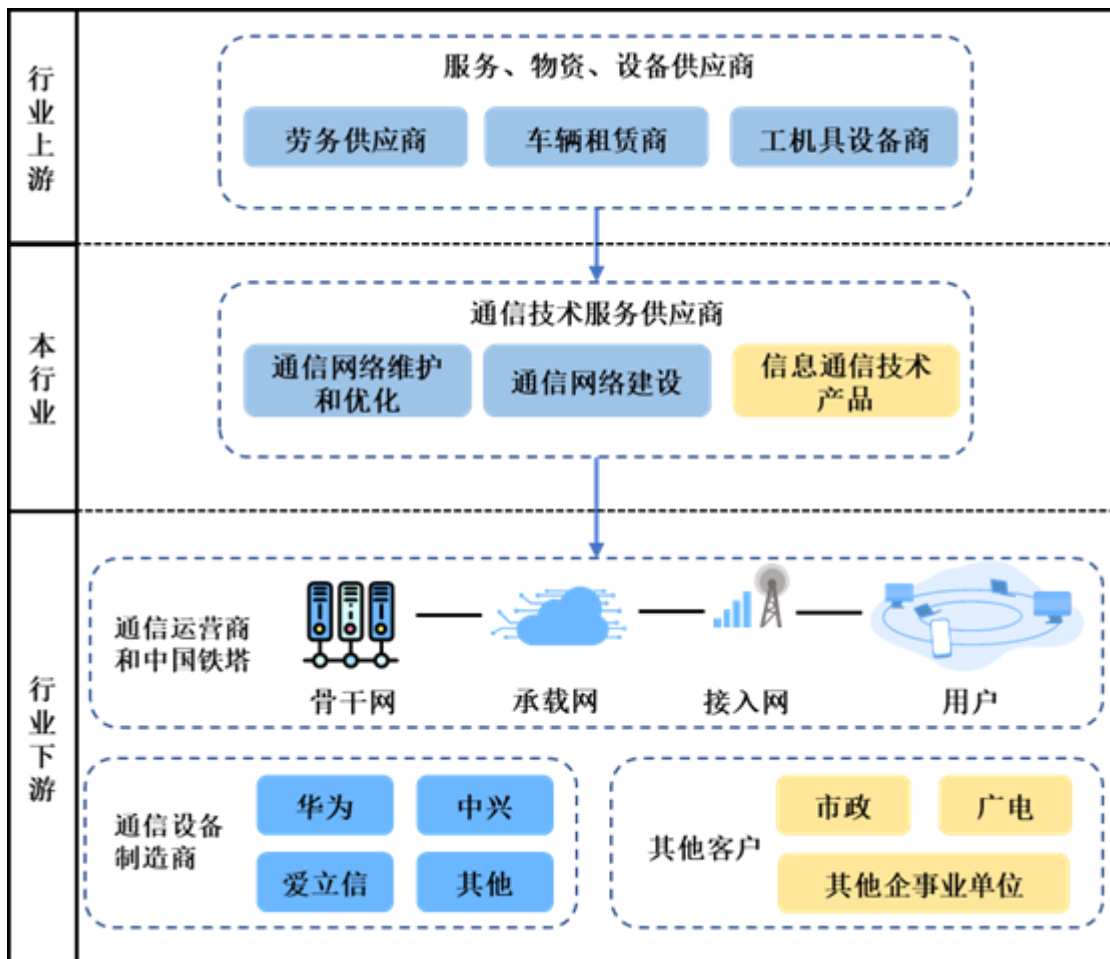 行业上游
服务、物资、设备供应商
劳务供应商
车辆租赁商
工机具设备商
本行业
通信技术服务供应商
通信网络维护
和优化
通信网络建设
信息通信技术
产品
行业下游
通信运营商
和中国铁塔
骨干网
承载网
接入网
用户
通信设备
制造商
华为
中兴
爱立信
其他
其他客户
市政
广电
其他企事业单位